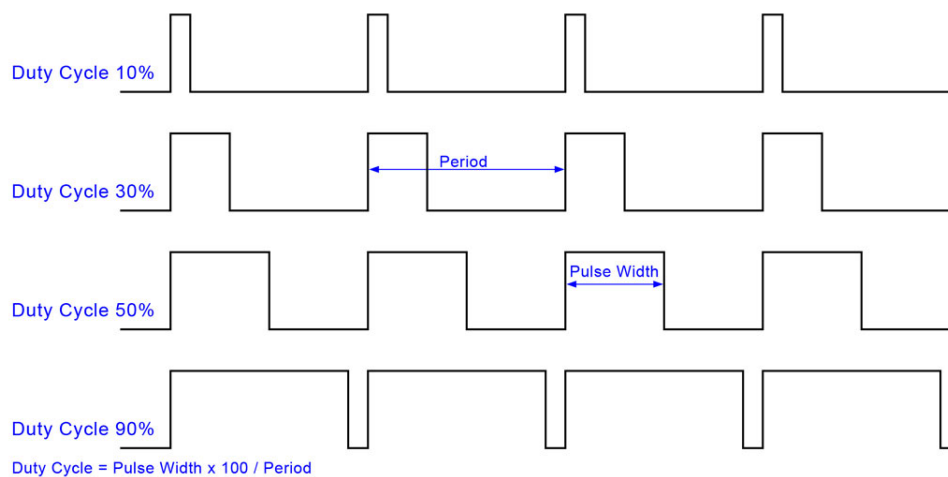 Duty Cycle 10%
Period
Duty Cycle 30%
Pulse Width
Duty Cycle 50%
Duty Cycle 90%
Duty Cycle = Pulse Width x 100 / Period